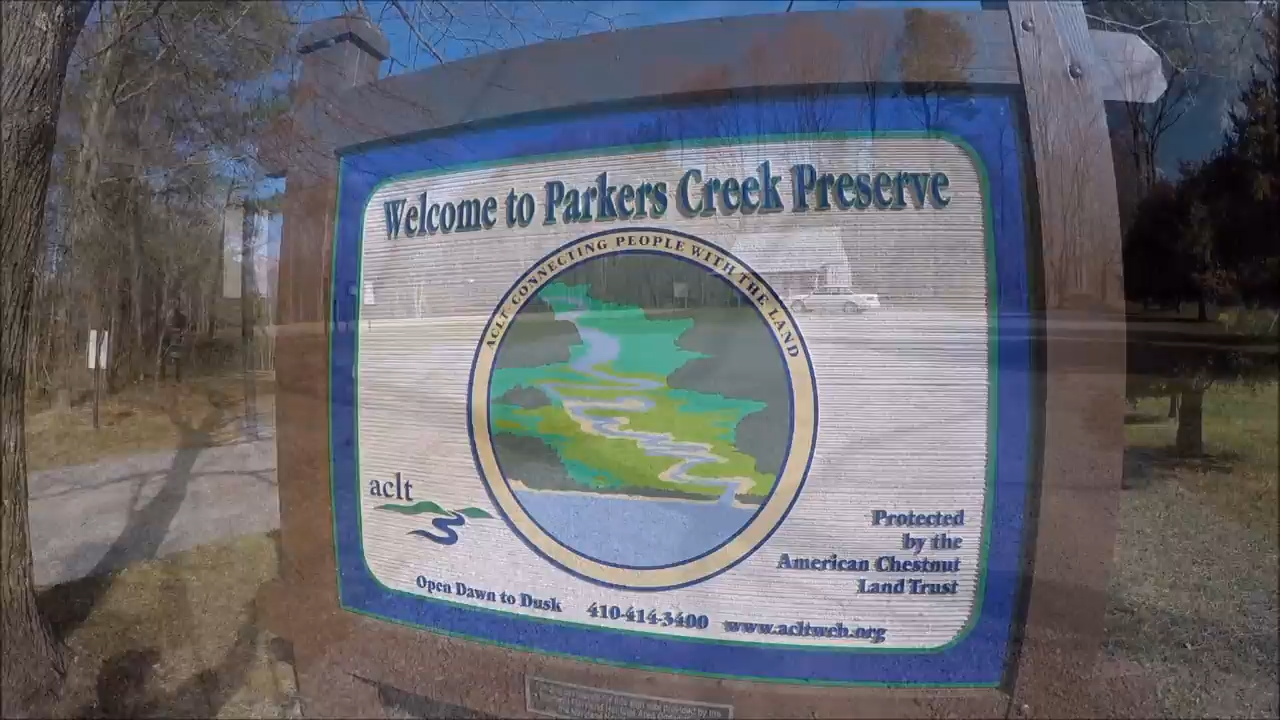 Welcome to Parkers Creek Preserve
ACLT·CONNECTING PEOPLE WITH THE LAND
aclt
Protected
by the
American Chestnut
Land Trust
Open Dawn to Dusk 410-414-3400 www.acltweb.org